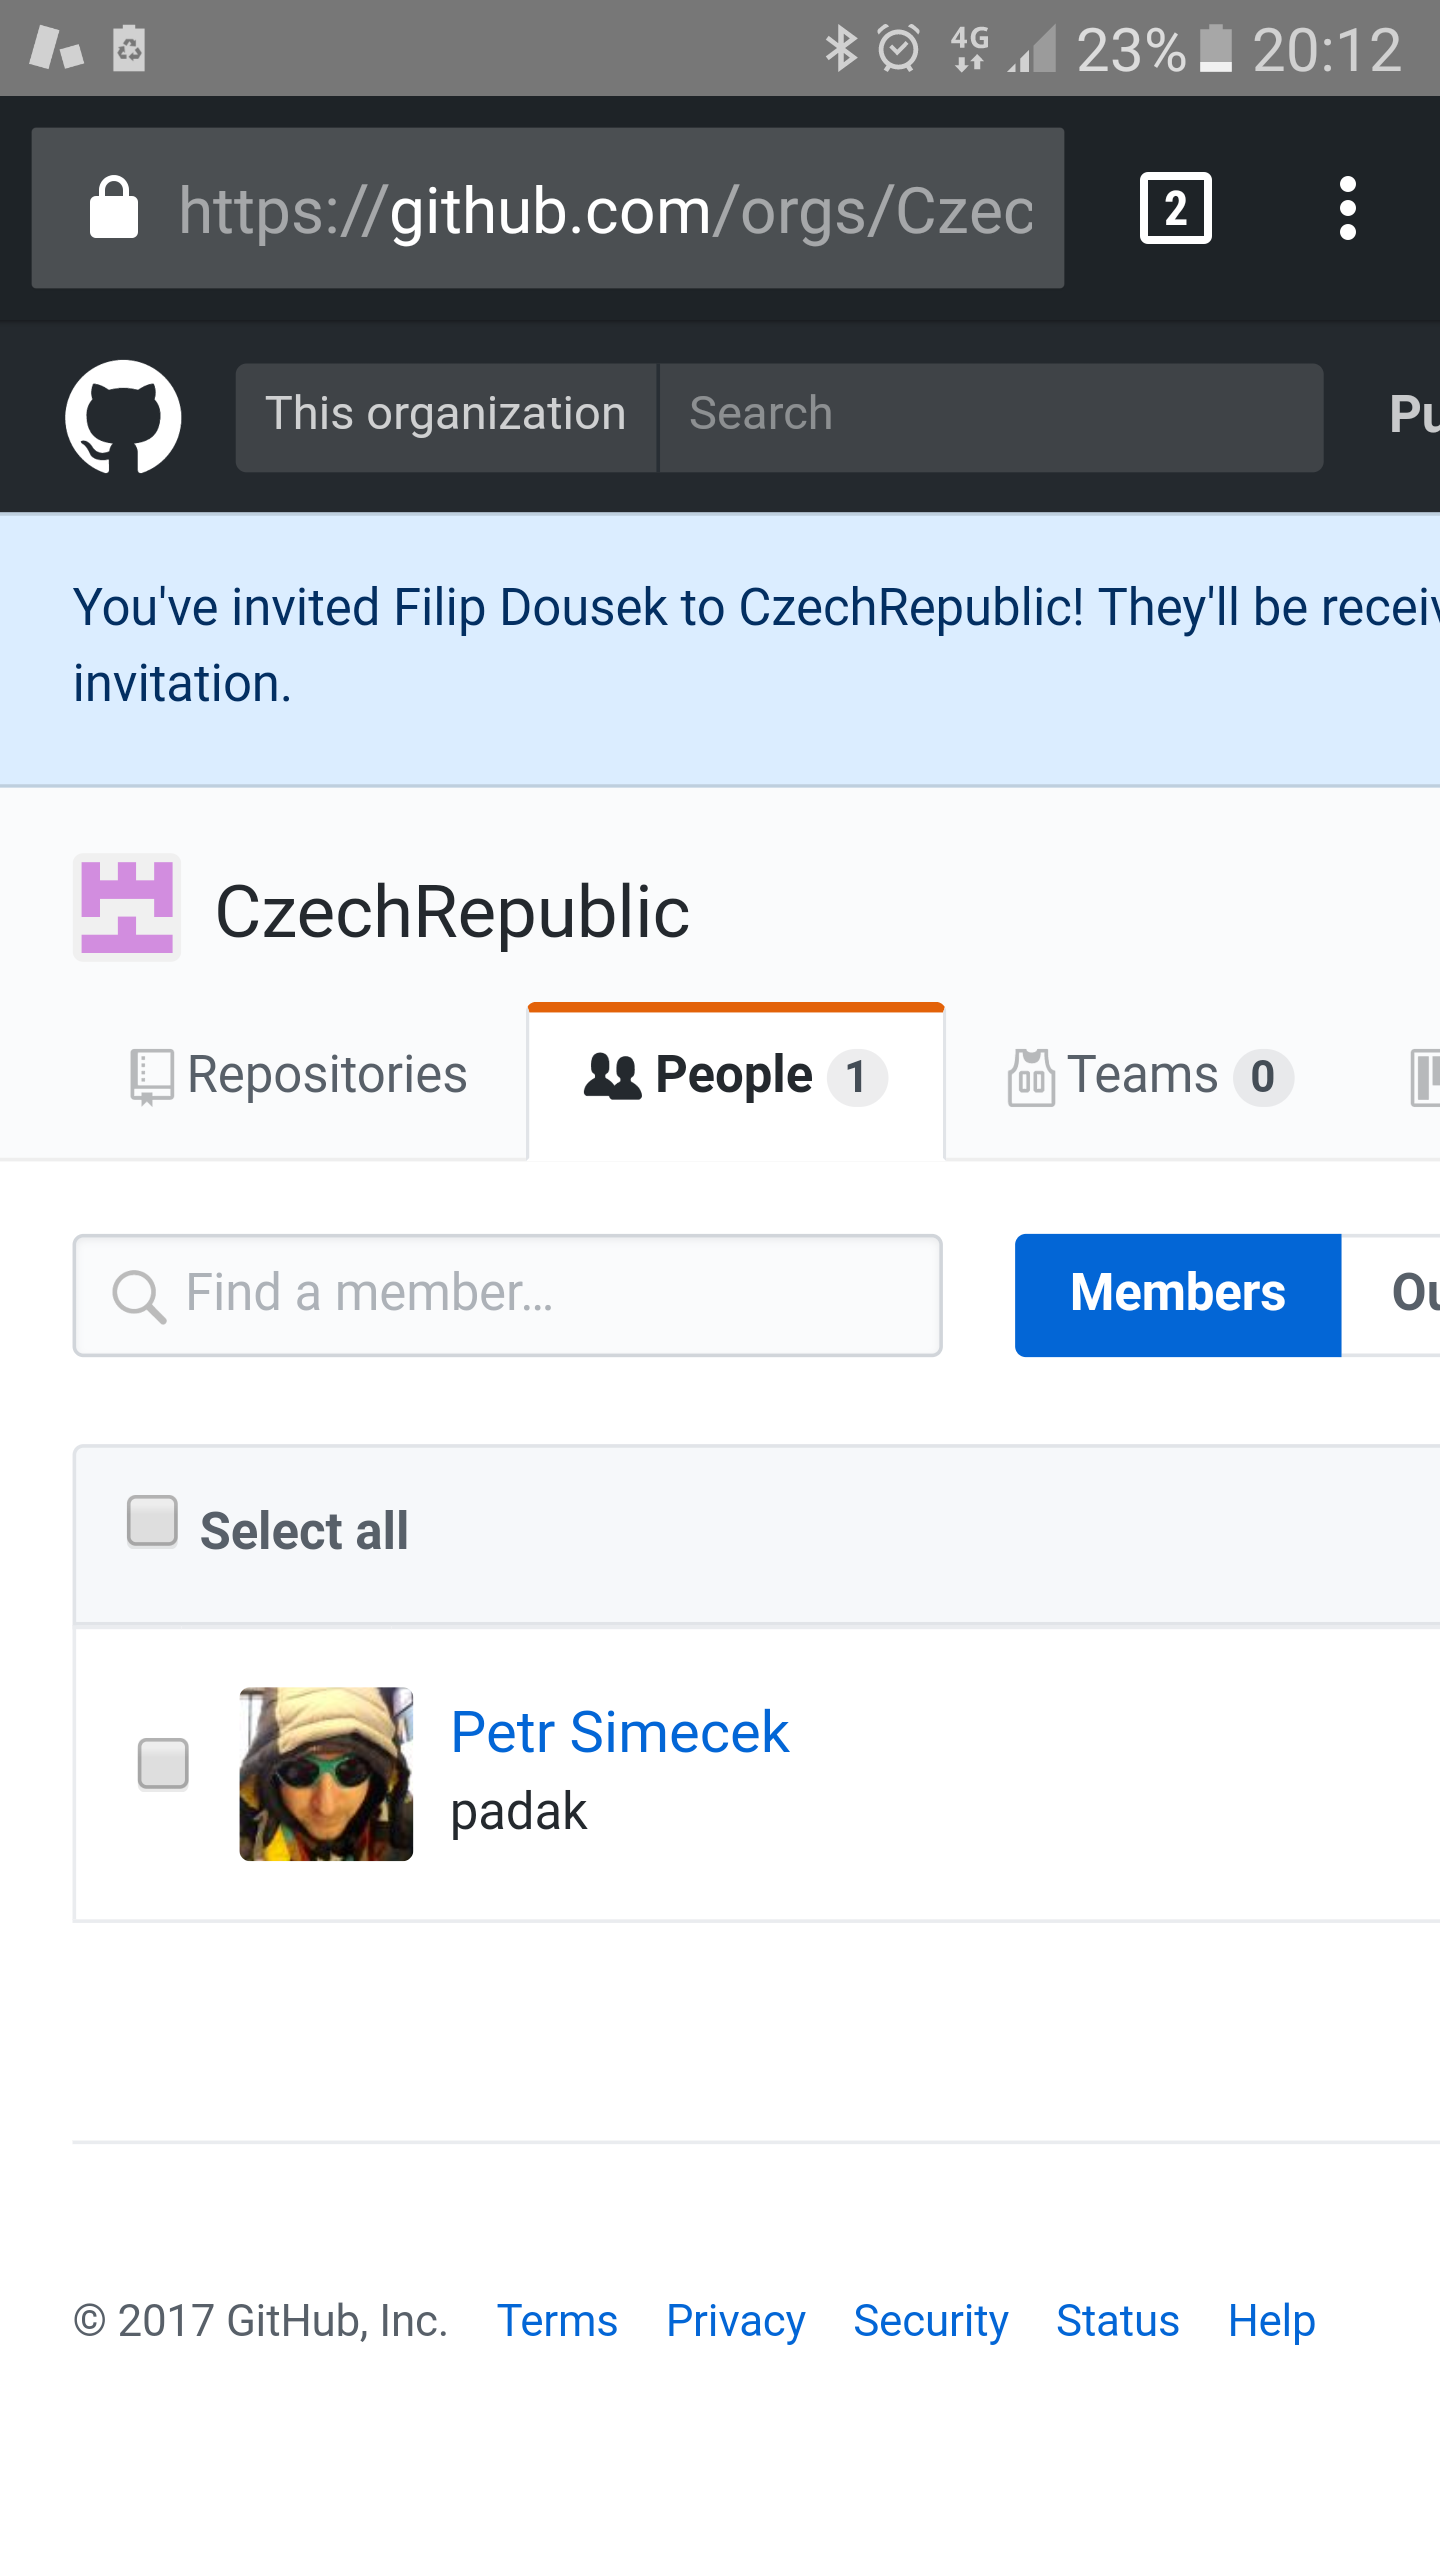 4G 23% 20:12
https://github.com/orgs/Czec
2
This organization Search Pu
You've invited Filip Dousek to CzechRepublic! They'll be receiv
invitation.
CzechRepublic
Repositories People 1 Teams 0
Find a member… Members Ou
Select all
Petr Simecek
padak
© 2017 GitHub, Inc. Terms Privacy Security Status Help